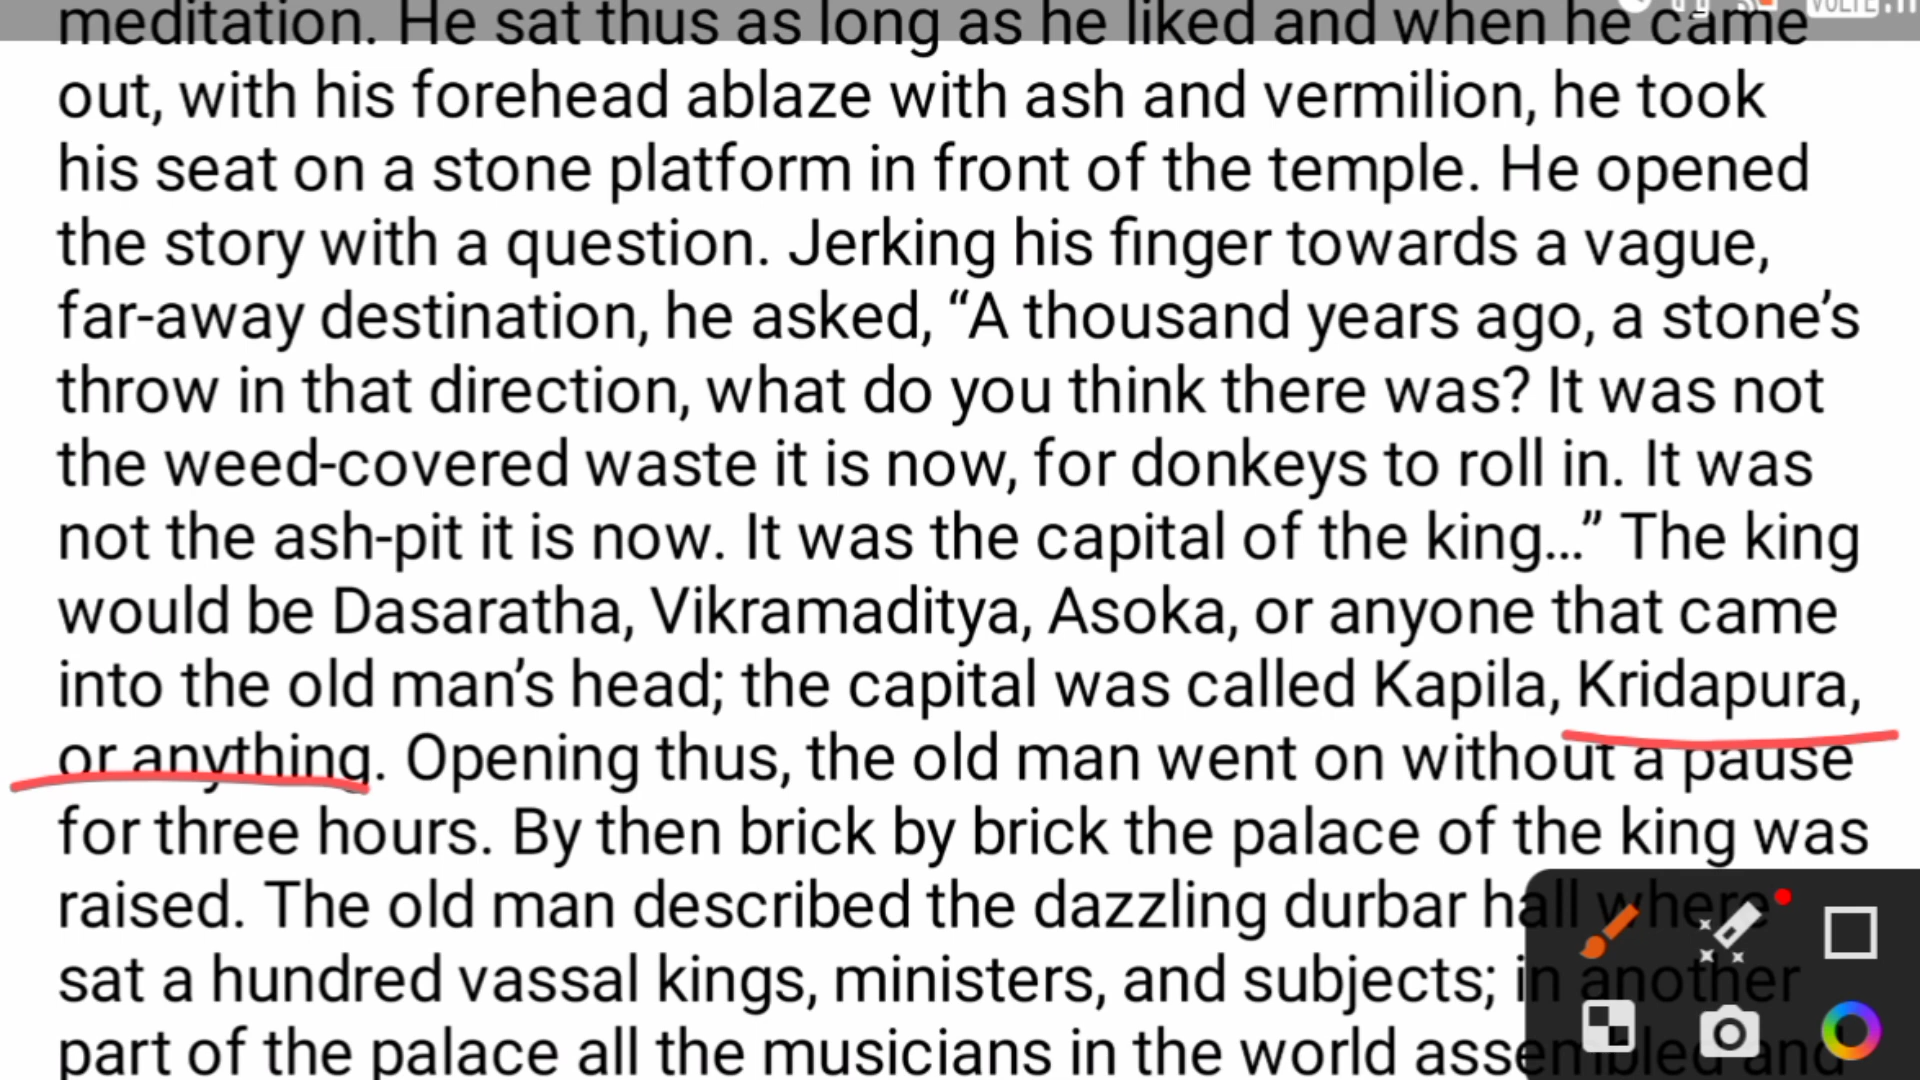 meditation. He sat thus as long as he liked and when he came
out, with his forehead ablaze with ash and vermilion, he took
his seat on a stone platform in front of the temple. He opened
the story with a question. Jerking his finger towards a vague,
far-away destination, he asked, “A thousand years ago, a stone’s
throw in that direction, what do you think there was? It was not
the weed-covered waste it is now, for donkeys to roll in. It was
not the ash-pit it is now. It was the capital of the king…” The king
would be Dasaratha, Vikramaditya, Asoka, or anyone that came
into the old man’s head; the capital was called Kapila, Kridapura,
or anything. Opening thus, the old man went on without a pause
for three hours. By then brick by brick the palace of the king was
raised. The old man described the dazzling durbar hall where
sat a hundred vassal kings, ministers, and subjects; in another
part of the palace all the musicians in the world assembled and